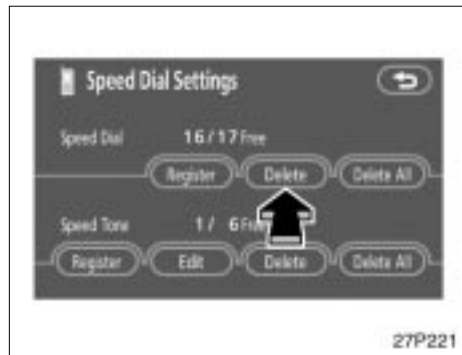 Speed Dial Settings
Speed Dial 16/17 Free
Register Delete Delete All
Speed Tone 1/ 6 Free
Register Edit Delete Delete All
27P221